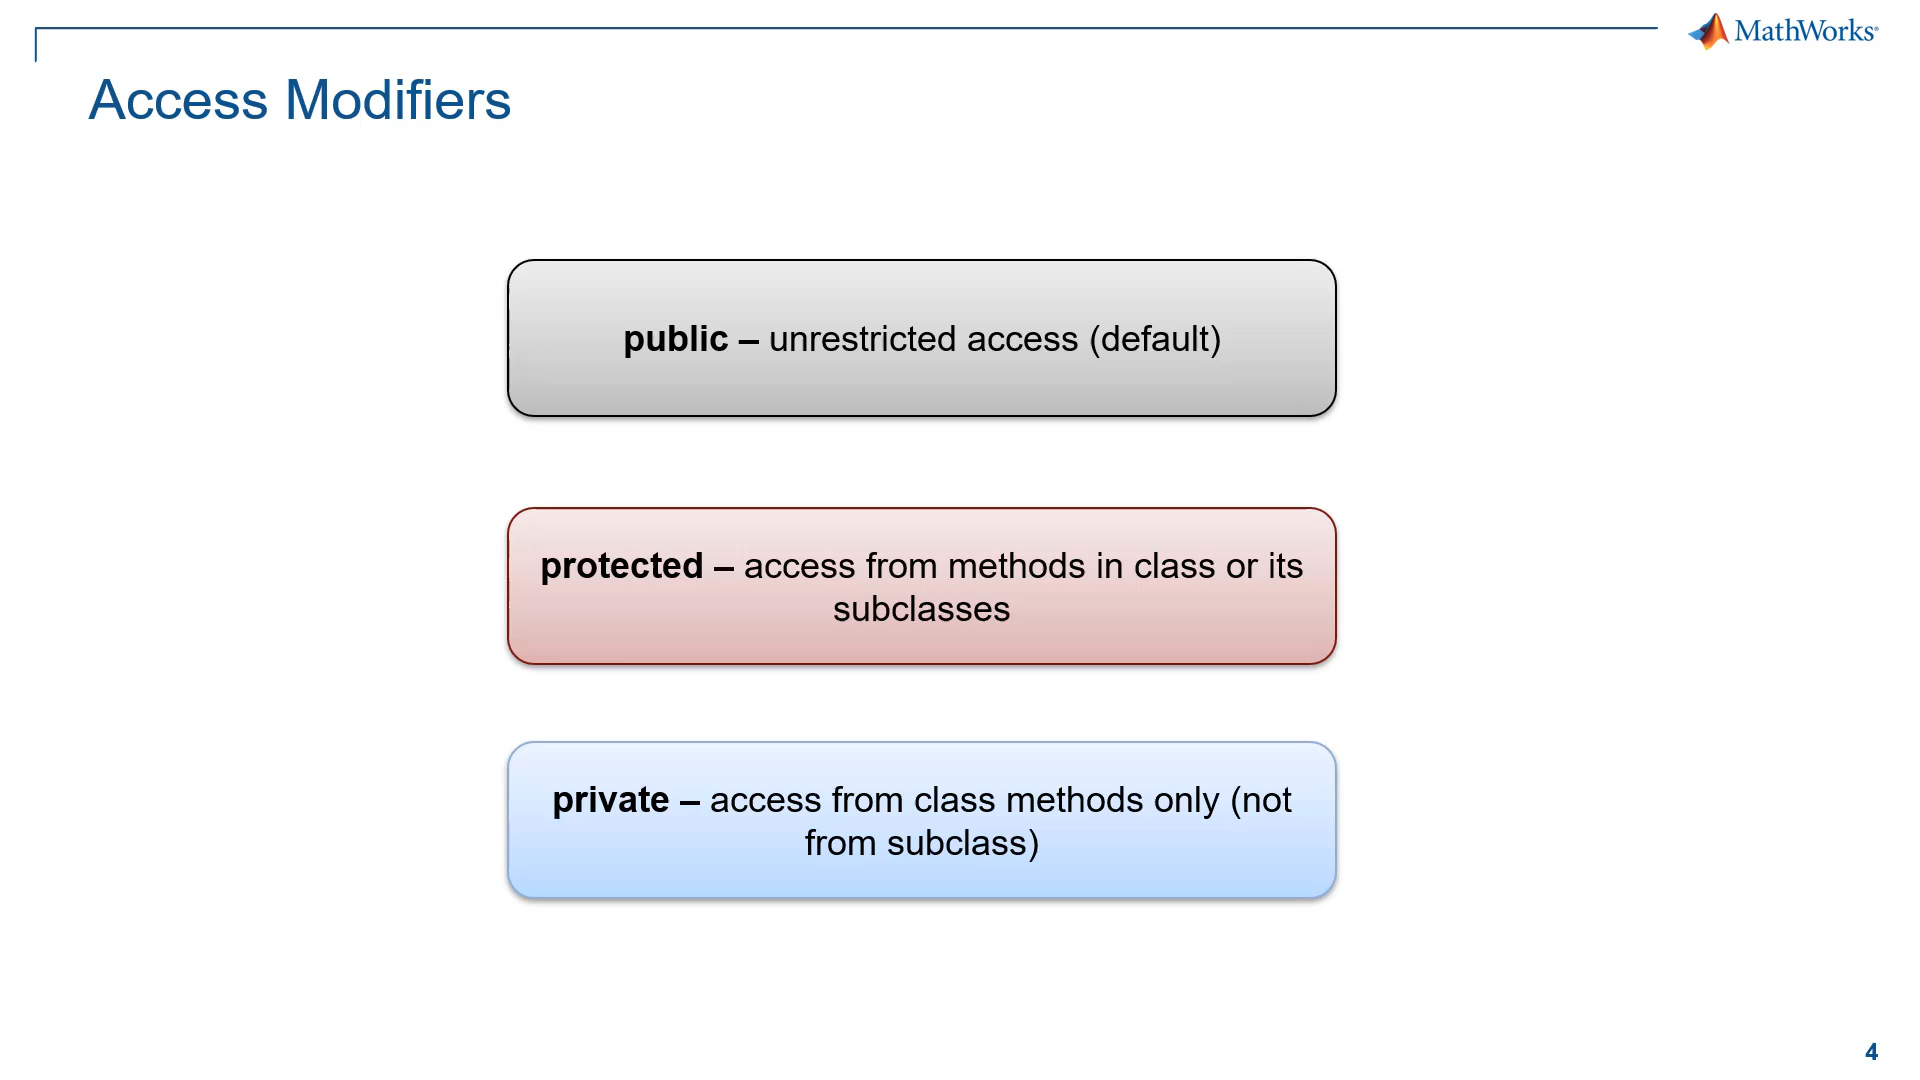 MathWorks®
Access Modifiers
public – unrestricted access (default)
protected – access from methods in class or its
subclasses
private – access from class methods only (not
from subclass)
4